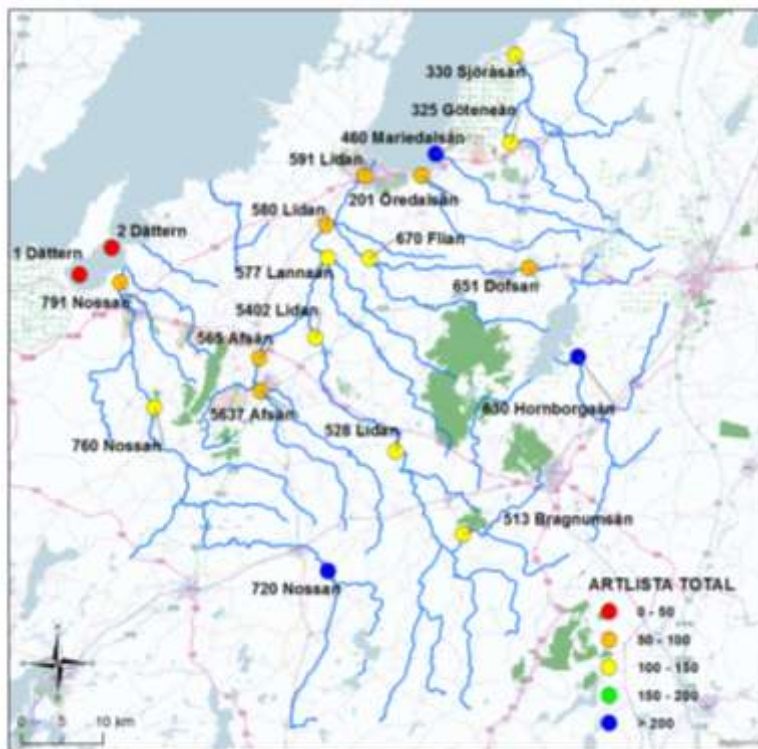 330 Sjöråsån
325 Göteneån
460 Mariedalsån
591 Lidan
201 Öredalsån
580 Lidan
2 Dättern
670 Flian
1 Dättern
577 Lannaån
651 Dofsan
791 Nossan
5402 Lidan
565 Afsån
630 Hornborgaån
5637 Afsån
528 Lidan
760 Nossan
513 Bragnumsån
720 Nossan
ARTLISTA TOTAL
0 - 50
50 - 100
100 - 150
150 - 200
> 200
0 5 10 km